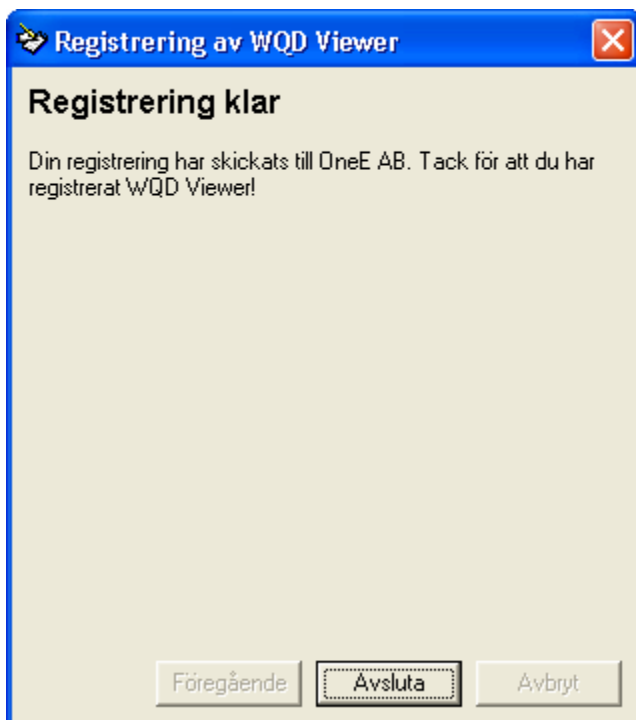 Registrering av WQD Viewer
Registrering klar
Din registrering har skickats till OneE AB. Tack för att du har
registrerat WQD Viewer!
Föregående Avsluta Avbryt